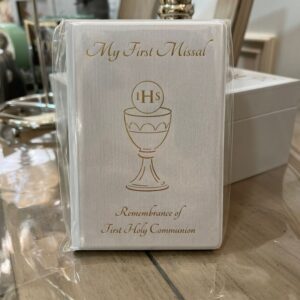 My First Missal
IHS
Remembrance of
First Holy Communion